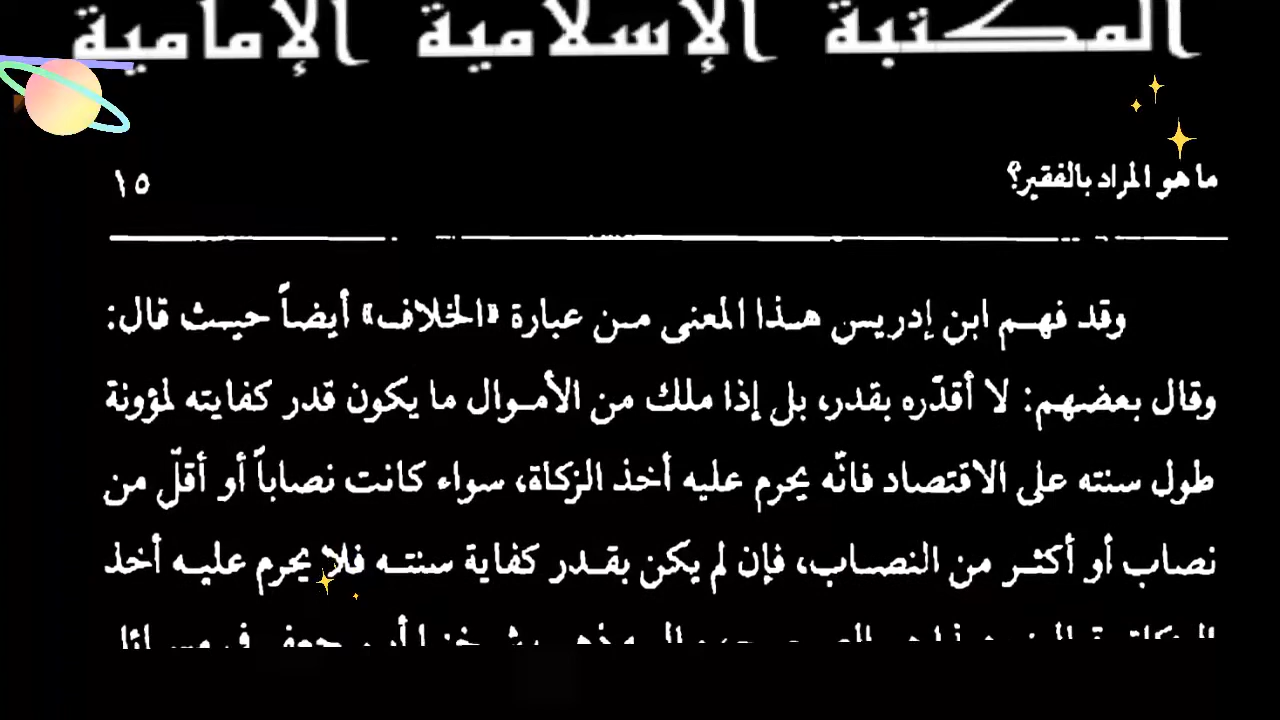 المكتبة الإسلامية الإمامية
ما هو المراد بالفقير؟ ١٥
وقد فهم ابن إدريس هذا المعنى من عبارة «الخلاف» أيضاً حيث قال:
وقال بعضهم: لا أقدّره بقدر، بل إذا ملك من الأموال ما يكون قدر كفايته لمؤونة
طول سنته على الاقتصاد فانّه يحرم عليه أخذ الزكاة، سواء كانت نصاباً أو أقلّ من
نصاب أو أكثر من النصاب، فإن لم يكن بقدر كفاية سنته فلا يحرم عليه أخذ